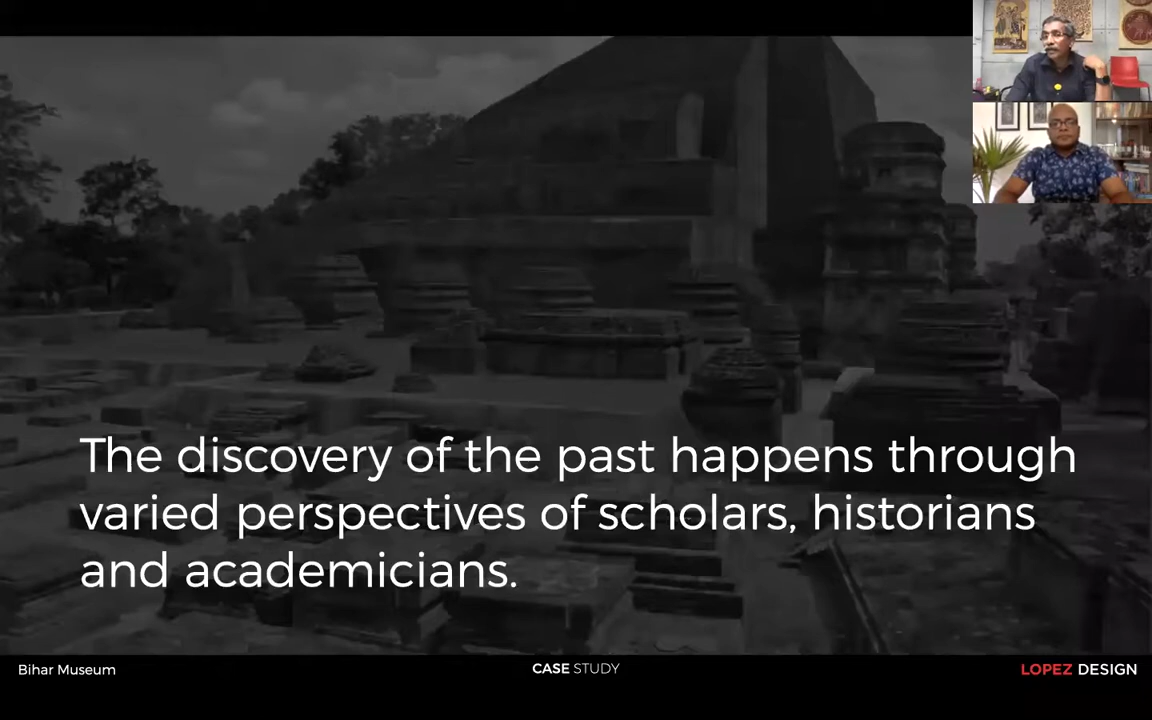 The discovery of the past happens through
varied perspectives of scholars, historians
and academicians.
Bihar Museum
CASE STUDY
LOPEZ DESIGN